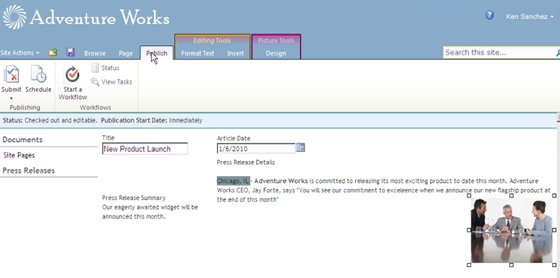 Adventure Works
Ken Sanchez
Editing Tools
Picture Tools
Site Actions
Browse
Page
Publish
Format Text
Insert
Design
Search this site...
Submit
Schedule
Start a Workflow
Status
View Tasks
Publishing
Workflows
Status: Checked out and editable. Publication Start Date: Immediately
Documents
Site Pages
Press Releases
Title
New Product Launch
Article Date
1/6/2010
Press Release Details
Chicago, IL - Adventure Works is committed to releasing its most exciting product to date this month. Adventure
Works CEO, Jay Forte, says "You will see our commitment to exceleence when we announce our new flagship product at
the end of this month"
Press Release Summary
Our eagerly awaited widget will
be announced this month.